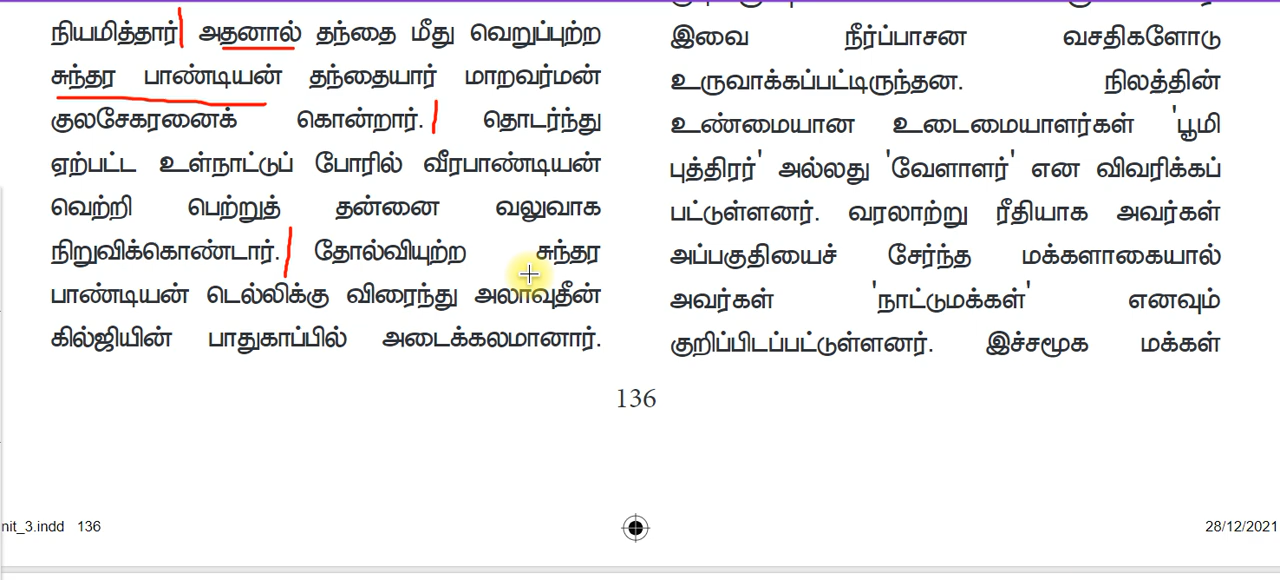 நியமித்தார் அதனால் தந்தை மீது வெறுப்புற்ற
சுந்தர பாண்டியன் தந்தையார் மாறவர்மன்
குலசேகரனைக் கொன்றார். தொடர்ந்து
ஏற்பட்ட உள்நாட்டுப் போரில் வீரபாண்டியன்
வெற்றி பெற்றுத் தன்னை வலுவாக
நிறுவிக்கொண்டார். தோல்வியுற்ற சுந்தர
பாண்டியன் டெல்லிக்கு விரைந்து அலாவுதீன்
கில்ஜியின் பாதுகாப்பில் அடைக்கலமானார்.
இவை நீர்ப்பாசன வசதிகளோடு
உருவாக்கப்பட்டிருந்தன. நிலத்தின்
உண்மையான உடைமையாளர்கள் 'பூமி
புத்திரர்' அல்லது 'வேளாளர்' என விவரிக்கப்
பட்டுள்ளனர். வரலாற்று ரீதியாக அவர்கள்
அப்பகுதியைச் சேர்ந்த மக்களாகையால்
அவர்கள் 'நாட்டுமக்கள்' எனவும்
குறிப்பிடப்பட்டுள்ளனர். இச்சமூக மக்கள்
136
nit_3.indd 136
28/12/2021